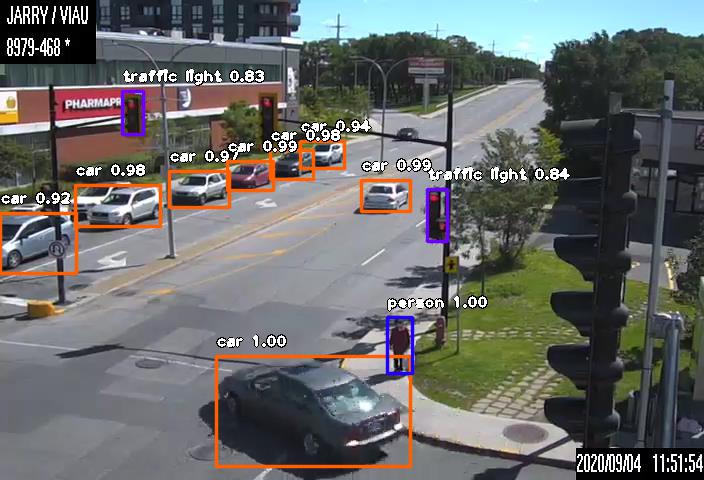 JARRY / VIAU
8979-468 *
traffic light 0.83
PHARMAPR
car 0.94
car 0.98
car 0.99
car 0.97
car 0.98
car 0.99
traffic light 0.84
car 0.92
person 1.00
car 1.00
2020/09/04 11:51:54